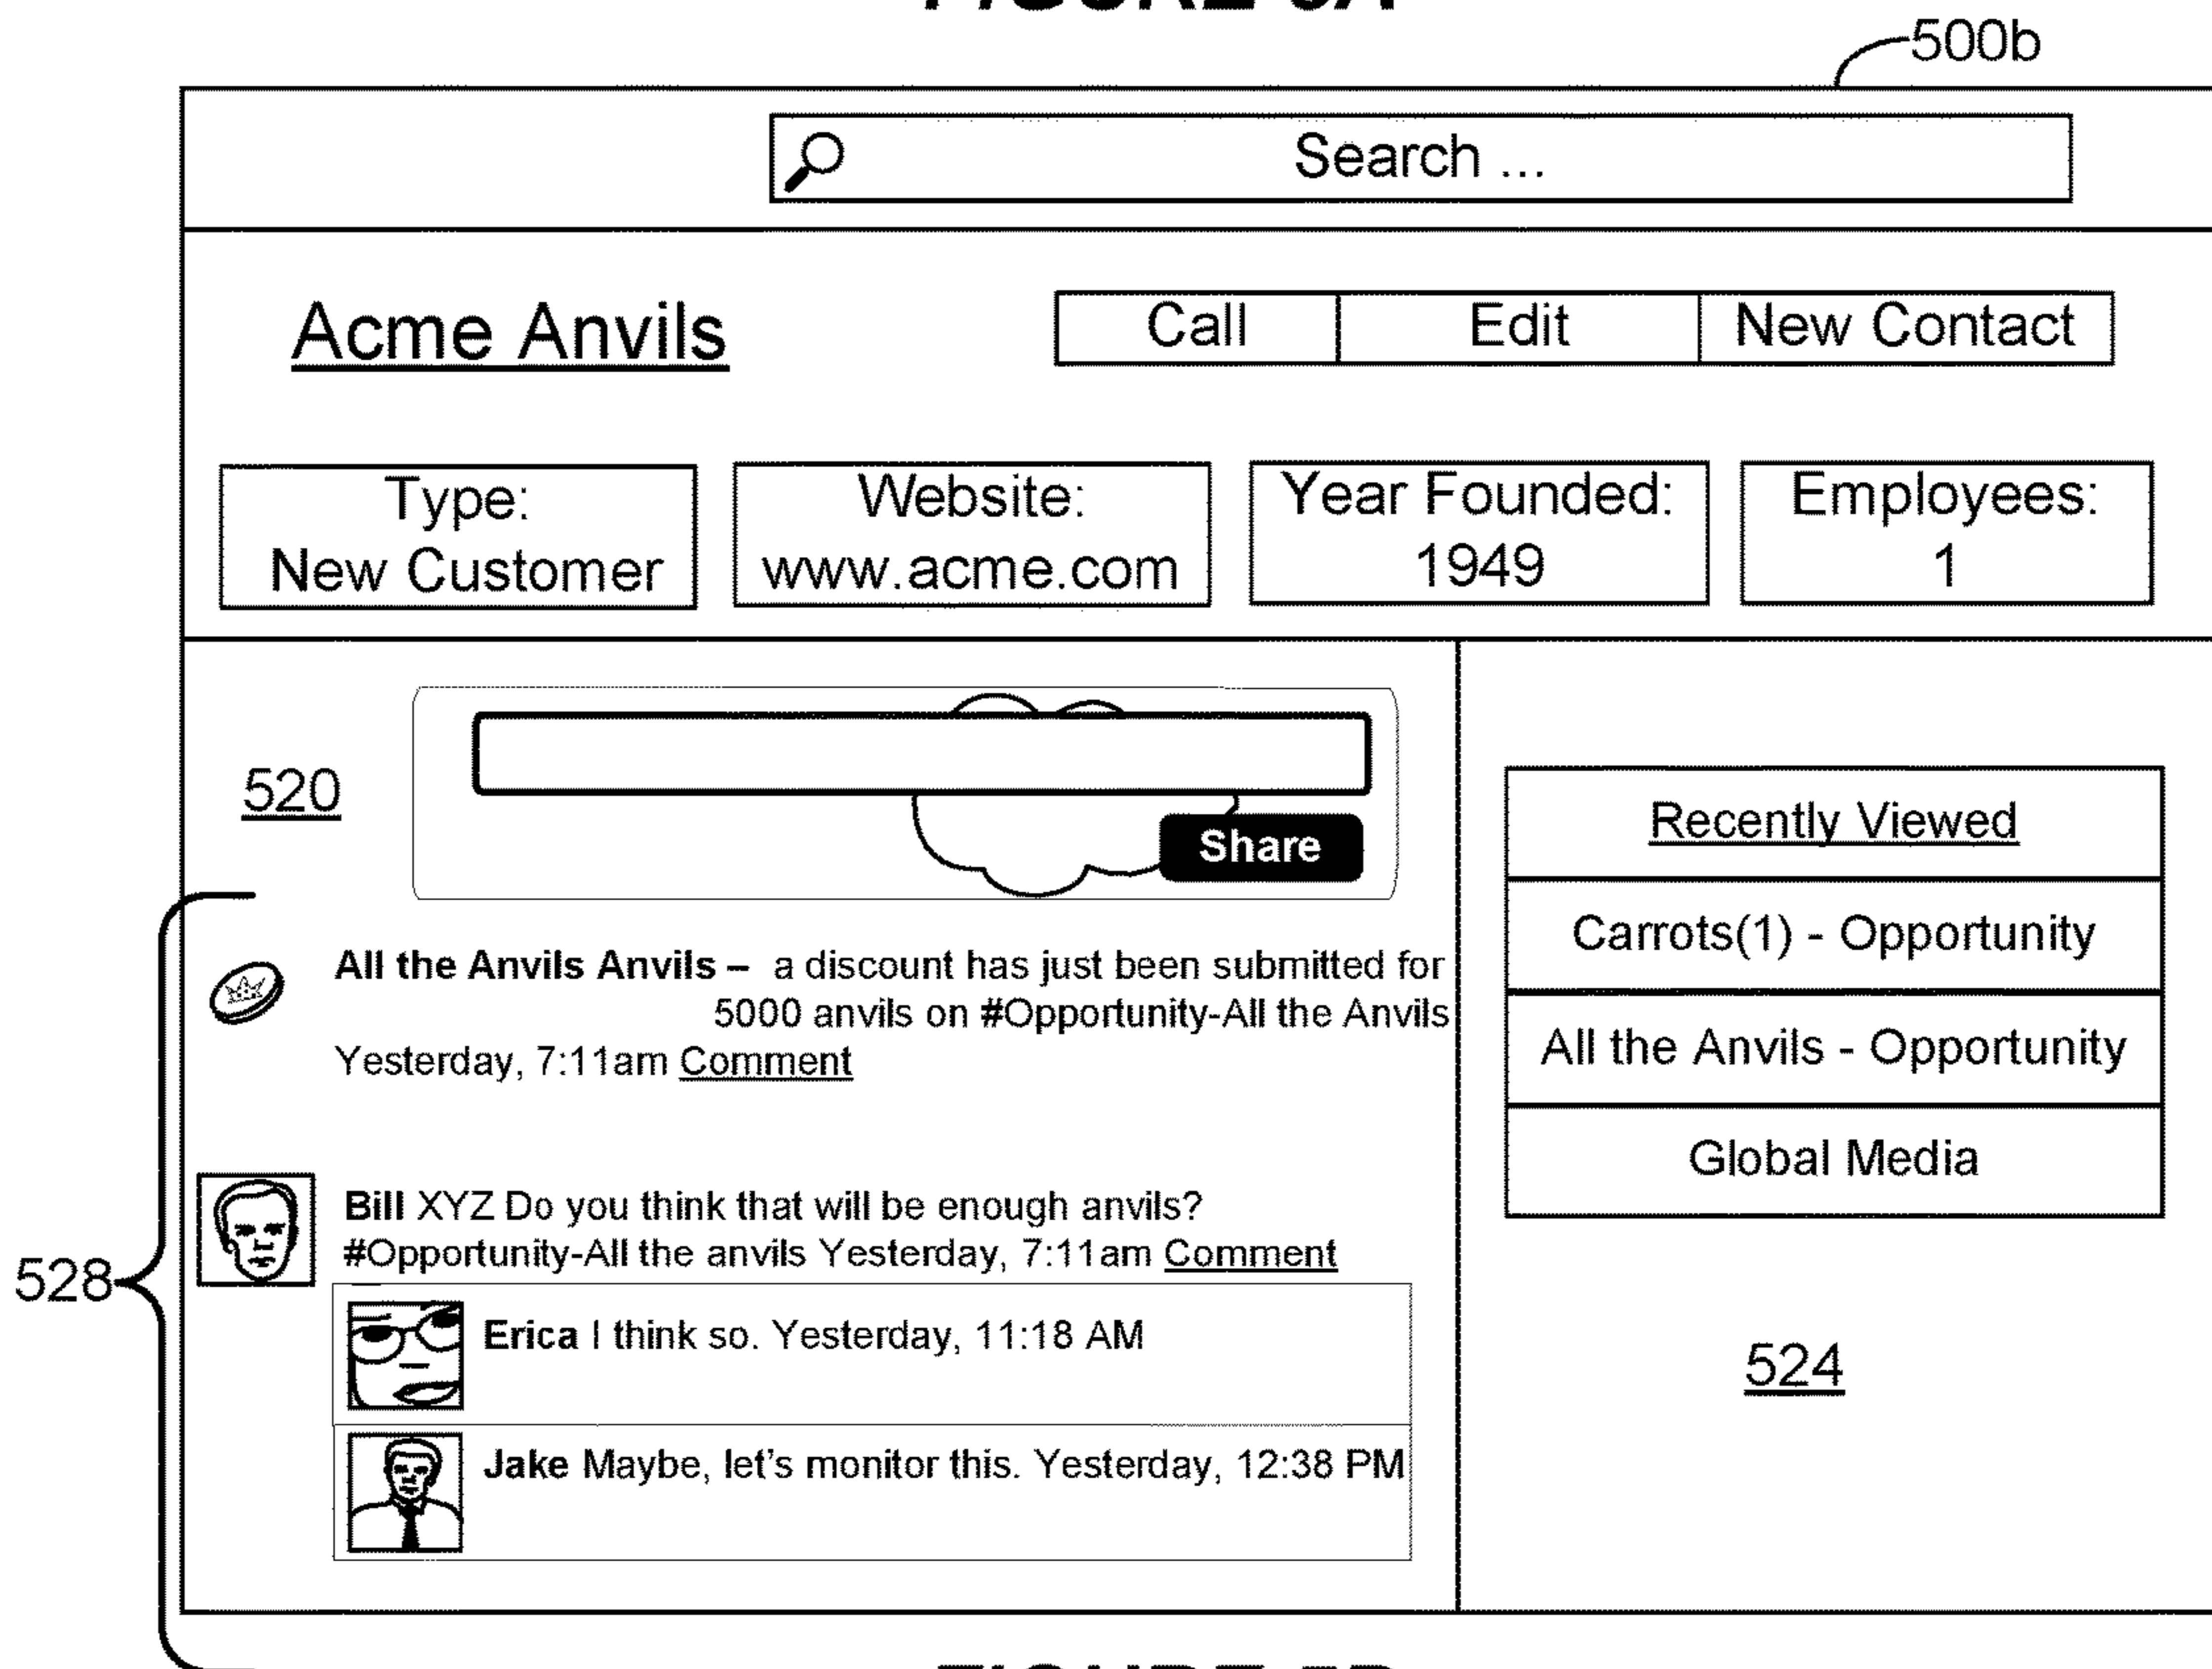 500b
Search ...
Acme Anvils
Call Edit New Contact
Type:
New Customer
Website:
www.acme.com
Year Founded:
1949
Employees:
1
520
Share
Recently Viewed
Carrots(1) - Opportunity
All the Anvils - Opportunity
Global Media
524
528
All the Anvils Anvils – a discount has just been submitted for
5000 anvils on #Opportunity-All the Anvils
Yesterday, 7:11am Comment
Bill XYZ Do you think that will be enough anvils?
#Opportunity-All the anvils Yesterday, 7:11am Comment
Erica I think so. Yesterday, 11:18 AM
Jake Maybe, let's monitor this. Yesterday, 12:38 PM